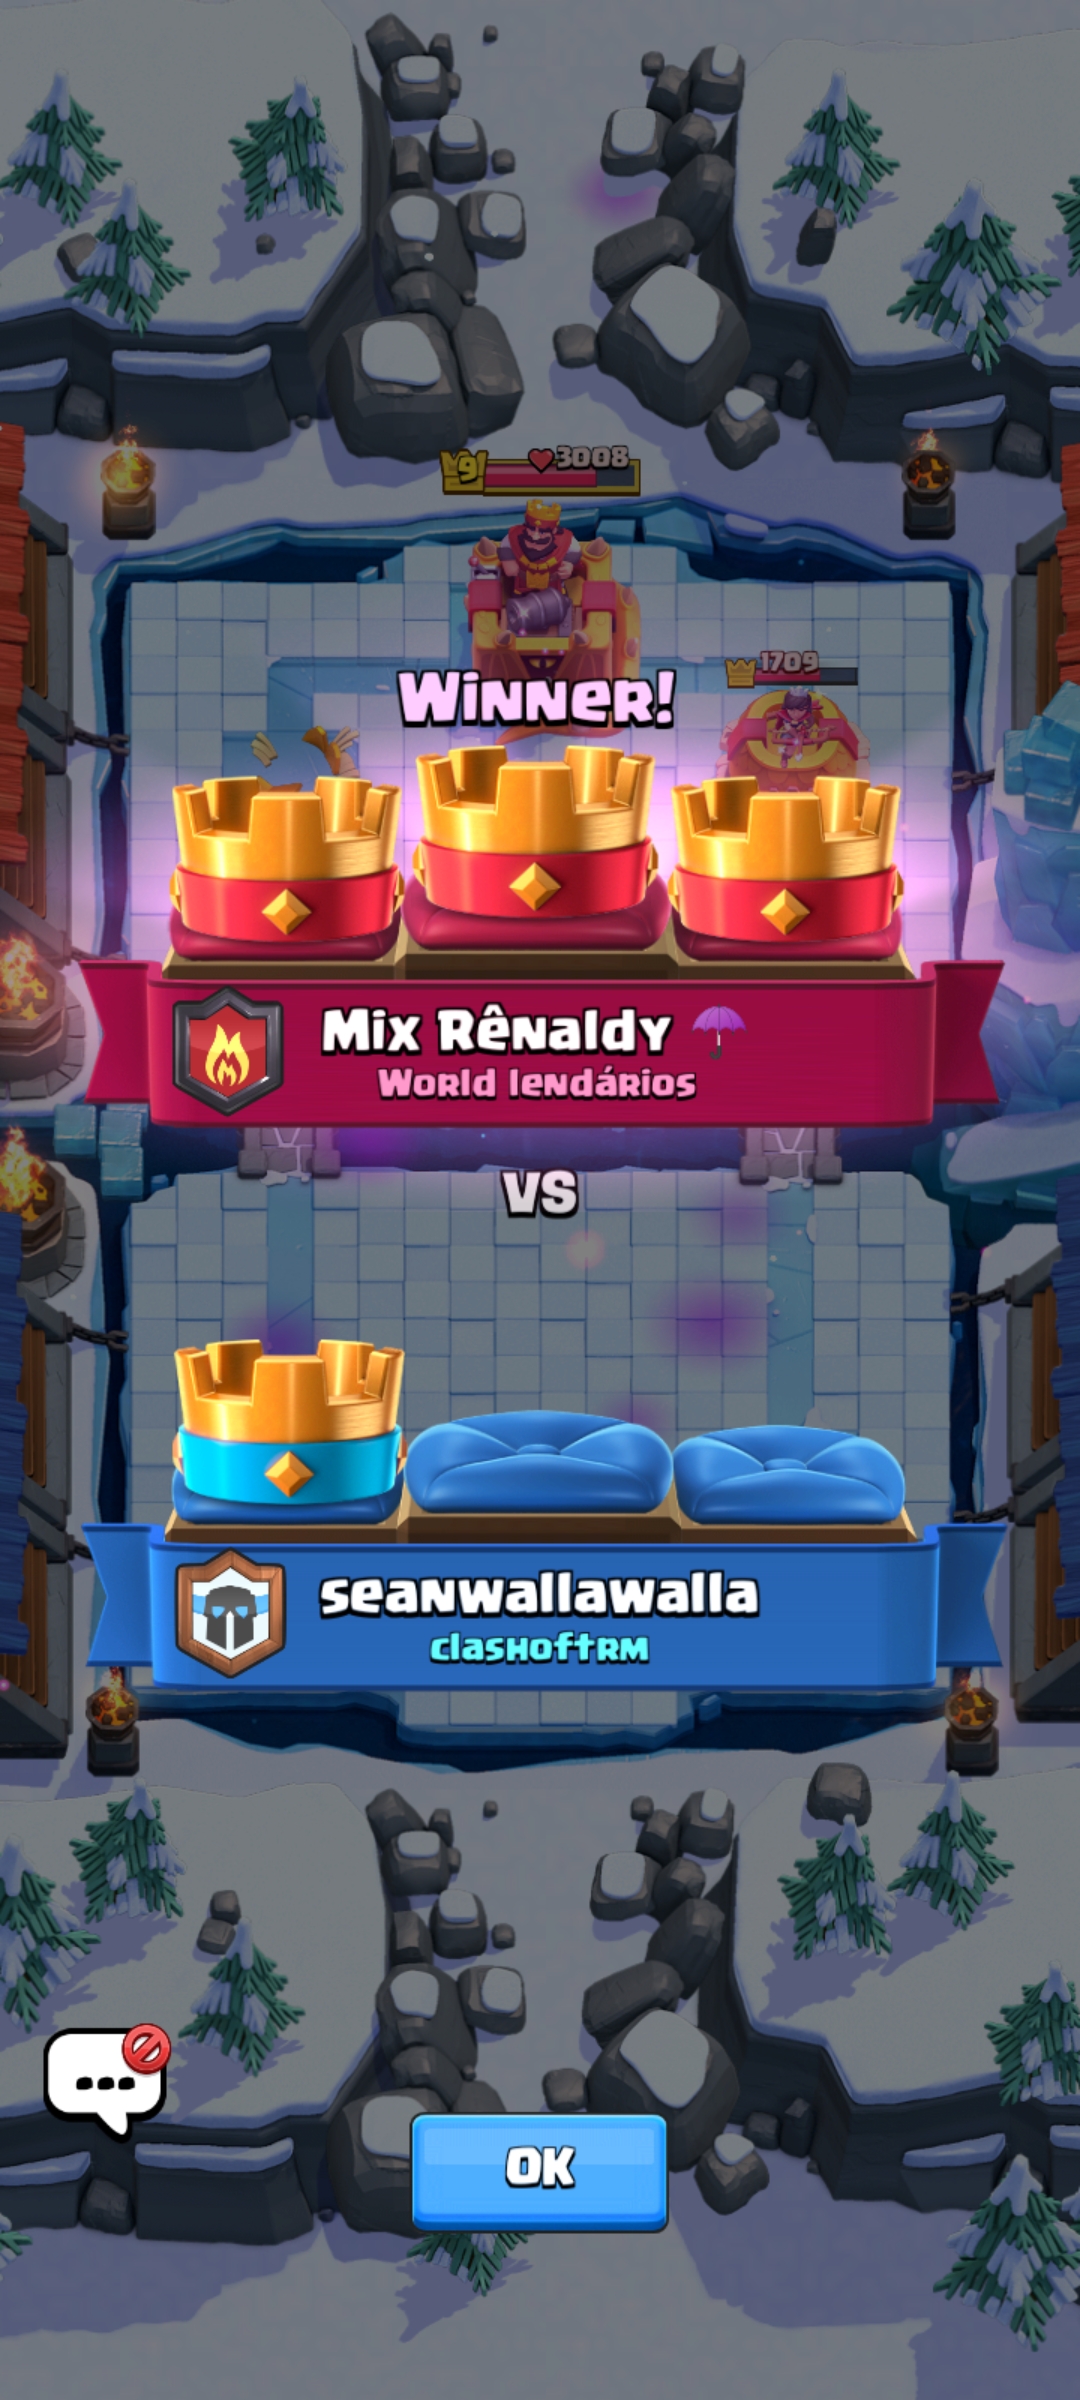 9!
3008
1709
Winner!
Mix Rênaldy ☂
World lendários
VS
seanwallawalla
clashoftRM
OK